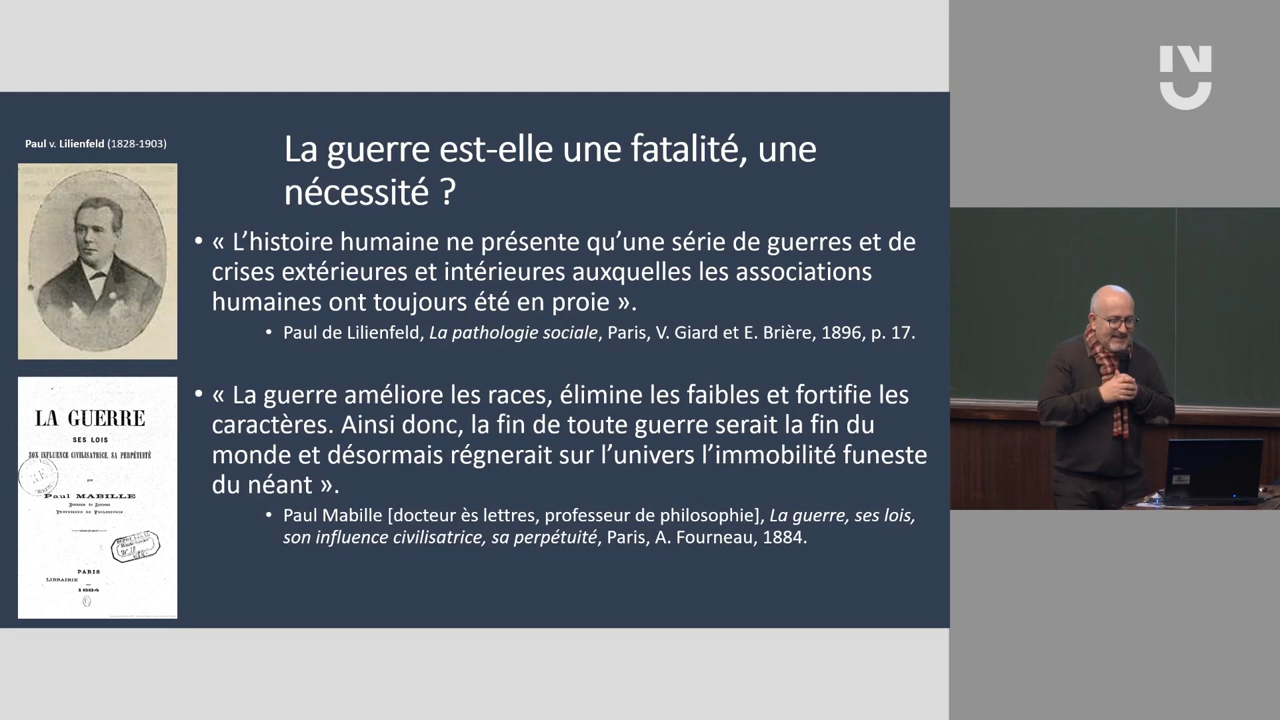 Paul v. Lilienfeld (1828-1903)
La guerre est-elle une fatalité, une
nécessité ?
• « L’histoire humaine ne présente qu’une série de guerres et de
crises extérieures et intérieures auxquelles les associations
humaines ont toujours été en proie ».
• Paul de Lilienfeld, La pathologie sociale, Paris, V. Giard et E. Brière, 1896, p. 17.
• « La guerre améliore les races, élimine les faibles et fortifie les
caractères. Ainsi donc, la fin de toute guerre serait la fin du
monde et désormais régnerait sur l’univers l’immobilité funeste
du néant ».
• Paul Mabille [docteur ès lettres, professeur de philosophie], La guerre, ses lois,
son influence civilisatrice, sa perpétuité, Paris, A. Fourneau, 1884.
LA GUERRE
SES LOIS
SON INFLUENCE CIVILISATRICE, SA PERPÉTUITÉ
par
Paul MABILLE
PARIS
LIBRAIRIE
1884